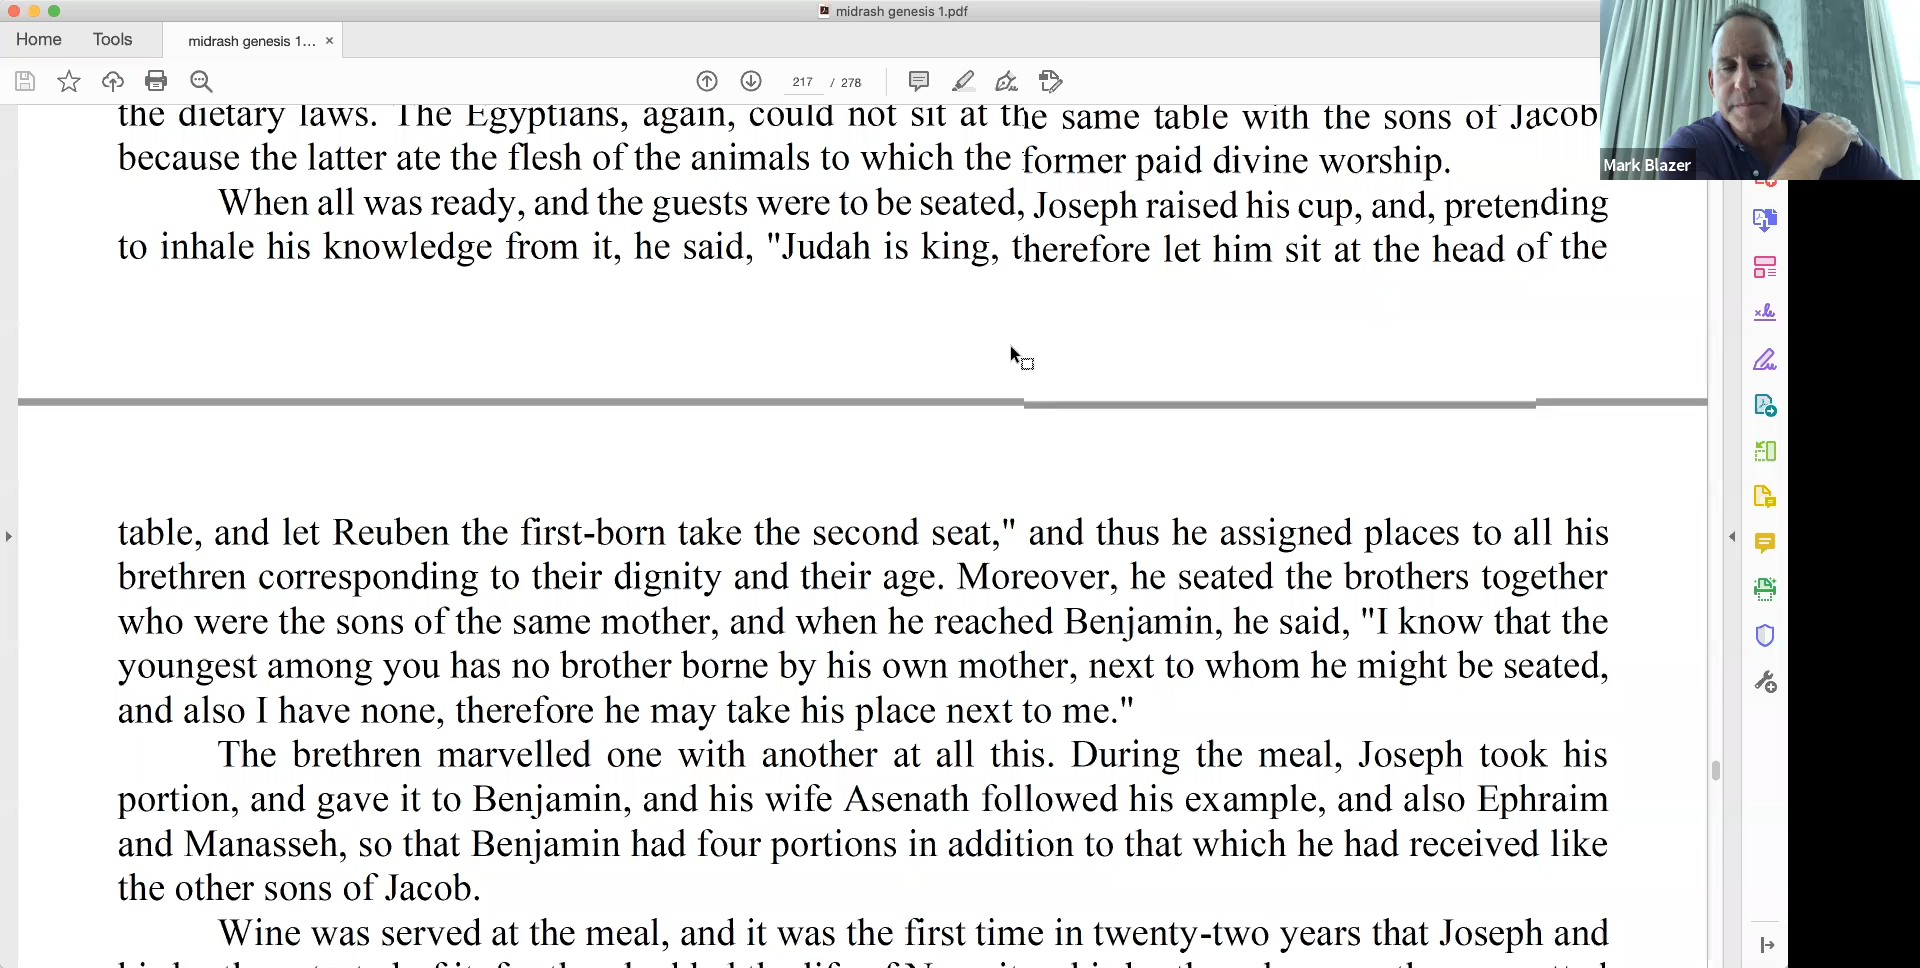 midrash genesis 1.pdf
Home
Tools
midrash genesis 1... ×
217 / 278
Mark Blazer
the dietary laws. The Egyptians, again, could not sit at the same table with the sons of Jacob
because the latter ate the flesh of the animals to which the former paid divine worship.
When all was ready, and the guests were to be seated, Joseph raised his cup, and, pretending
to inhale his knowledge from it, he said, "Judah is king, therefore let him sit at the head of the
table, and let Reuben the first-born take the second seat," and thus he assigned places to all his
brethren corresponding to their dignity and their age. Moreover, he seated the brothers together
who were the sons of the same mother, and when he reached Benjamin, he said, "I know that the
youngest among you has no brother borne by his own mother, next to whom he might be seated,
and also I have none, therefore he may take his place next to me."
The brethren marvelled one with another at all this. During the meal, Joseph took his
portion, and gave it to Benjamin, and his wife Asenath followed his example, and also Ephraim
and Manasseh, so that Benjamin had four portions in addition to that which he had received like
the other sons of Jacob.
Wine was served at the meal, and it was the first time in twenty-two years that Joseph and